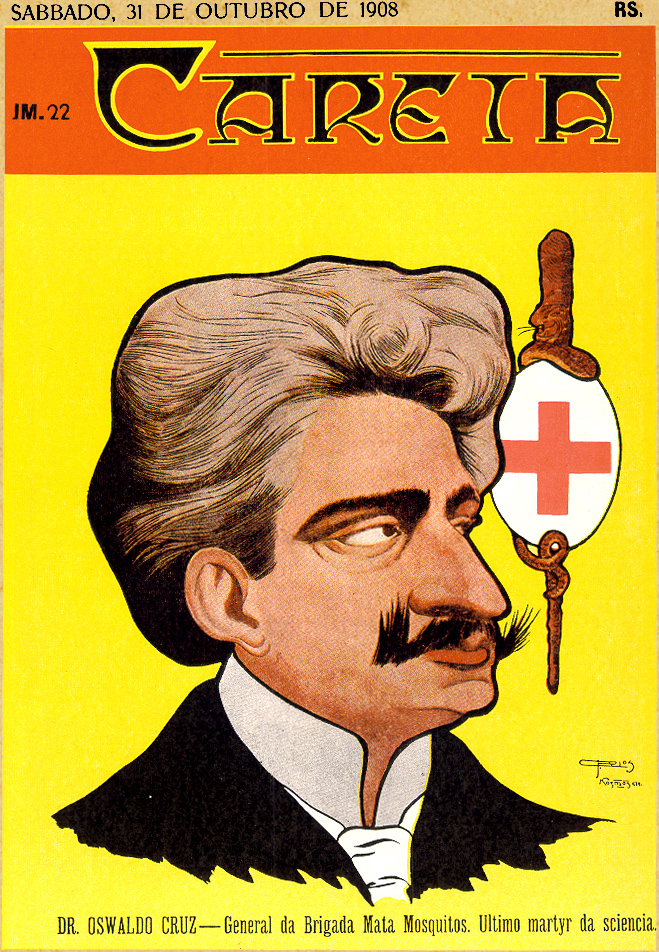 SABBADO, 31 DE OUTUBRO DE 1908
RS.
JM. 22
CARETA
DR. OSWALDO CRUZ—General da Brigada Mata Mosquitos. Ultimo martyr da sciencia.